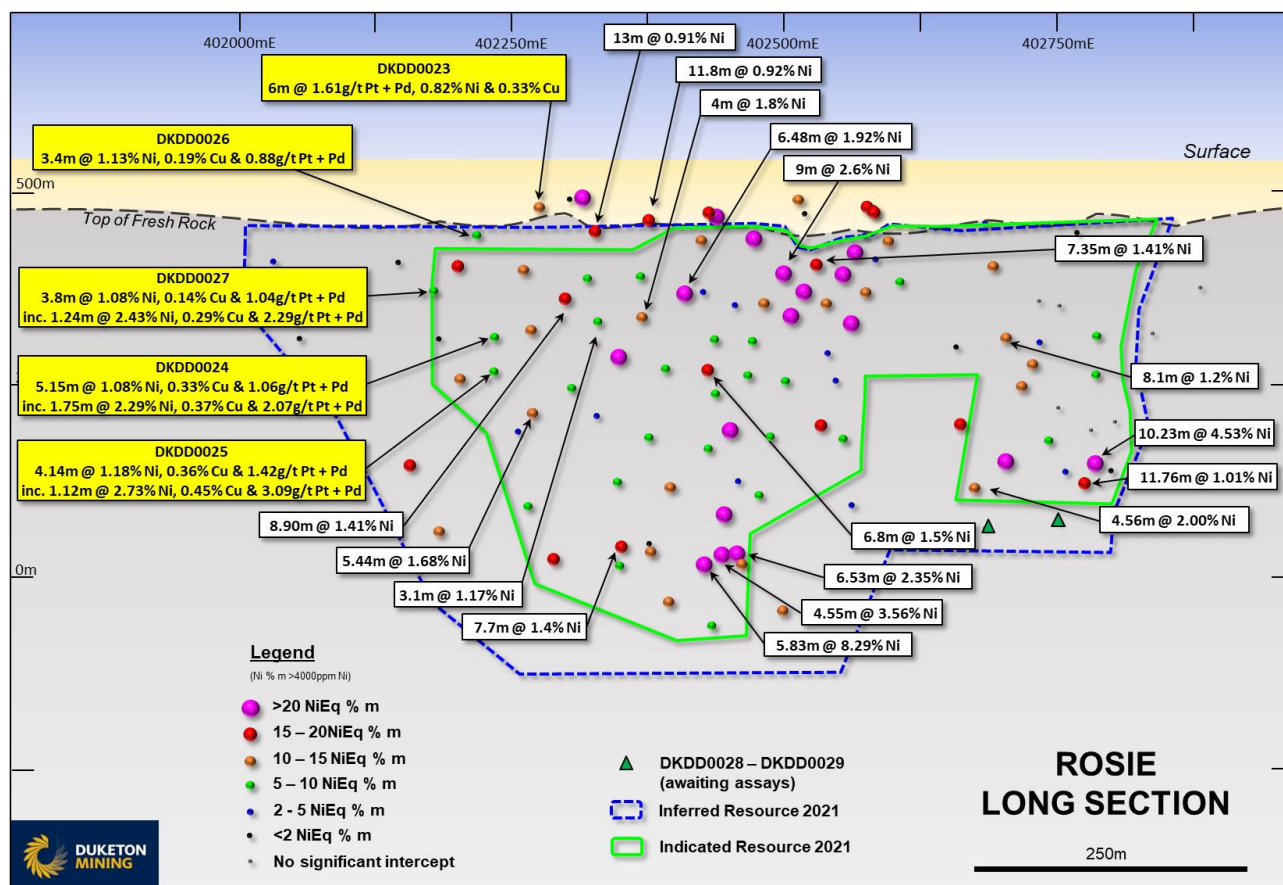 402000mE
402250mE
402500mE
402750mE
13m @ 0.91% Ni
DKDD0023
6m @ 1.61g/t Pt + Pd, 0.82% Ni & 0.33% Cu
11.8m @ 0.92% Ni
4m @ 1.8% Ni
DKDD0026
3.4m @ 1.13% Ni, 0.19% Cu & 0.88g/t Pt + Pd
6.48m @ 1.92% Ni
9m @ 2.6% Ni
Surface
500m
Top of Fresh Rock
7.35m @ 1.41% Ni
DKDD0027
3.8m @ 1.08% Ni, 0.14% Cu & 1.04g/t Pt + Pd
inc. 1.24m @ 2.43% Ni, 0.29% Cu & 2.29g/t Pt + Pd
DKDD0024
5.15m @ 1.08% Ni, 0.33% Cu & 1.06g/t Pt + Pd
inc. 1.75m @ 2.29% Ni, 0.37% Cu & 2.07g/t Pt + Pd
8.1m @ 1.2% Ni
DKDD0025
4.14m @ 1.18% Ni, 0.36% Cu & 1.42g/t Pt + Pd
inc. 1.12m @ 2.73% Ni, 0.45% Cu & 3.09g/t Pt + Pd
10.23m @ 4.53% Ni
11.76m @ 1.01% Ni
4.56m @ 2.00% Ni
8.90m @ 1.41% Ni
6.8m @ 1.5% Ni
5.44m @ 1.68% Ni
0m
6.53m @ 2.35% Ni
3.1m @ 1.17% Ni
4.55m @ 3.56% Ni
7.7m @ 1.4% Ni
5.83m @ 8.29% Ni
Legend
(Ni % m >4000ppm Ni)
>20 NiEq % m
15 – 20NiEq % m
10 – 15 NiEq % m
5 – 10 NiEq % m
2 - 5 NiEq % m
<2 NiEq % m
No significant intercept
DKDD0028 – DKDD0029
(awaiting assays)
Inferred Resource 2021
Indicated Resource 2021
ROSIE
LONG SECTION
250m
DUKETON
MINING